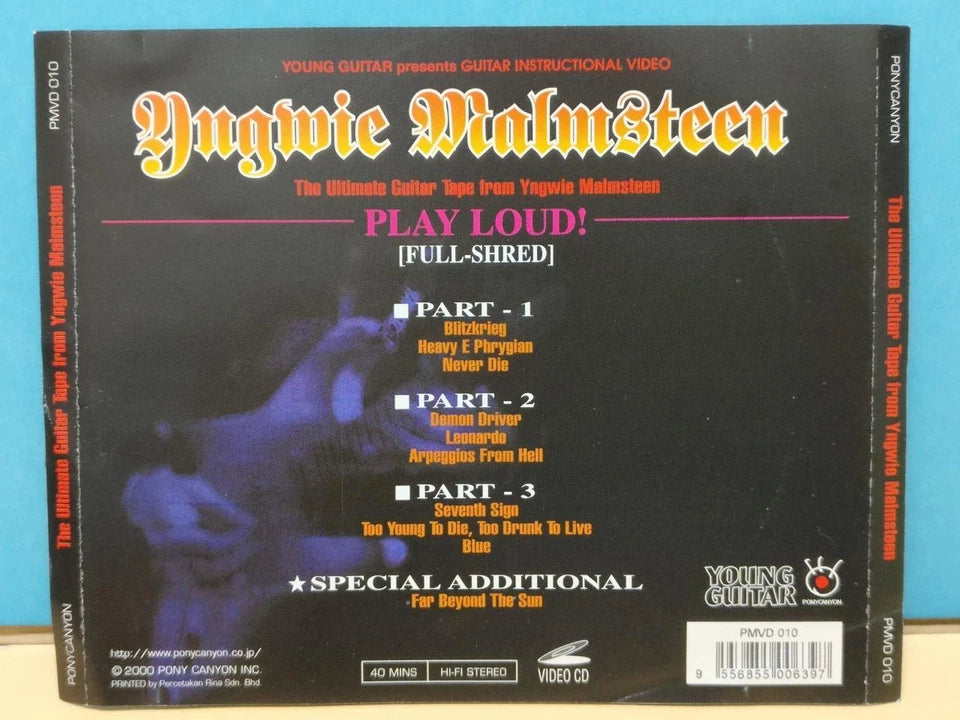 YOUNG GUITAR presents GUITAR INSTRUCTIONAL VIDEO
Yngwie Malmsteen
The Ultimate Guitar Tape from Yngwie Malmsteen
PLAY LOUD!
[FULL-SHRED]
■ PART - 1
Blitzkrieg
Heavy E Phrygian
Never Die
■ PART - 2
Demon Driver
Leonardo
Arpeggios From Hell
■ PART - 3
Seventh Sign
Too Young To Die, Too Drunk To Live
Blue
★ SPECIAL ADDITIONAL
Far Beyond The Sun
http://www.ponycanyon.co.jp/
© 2000 PONY CANYON INC.
PRINTED by Percetakan Rina Sdn. Bhd.
40 MINS HI-FI STEREO
VIDEO CD
YOUNG
GUITAR
PONYCANYON
PMVD 010
9 556855 006397
PMVD 010
The Ultimate Guitar Tape from Yngwie Malmsteen
PONYCANYON
PONYCANYON
The Ultimate Guitar Tape from Yngwie Malmsteen
PMVD 010